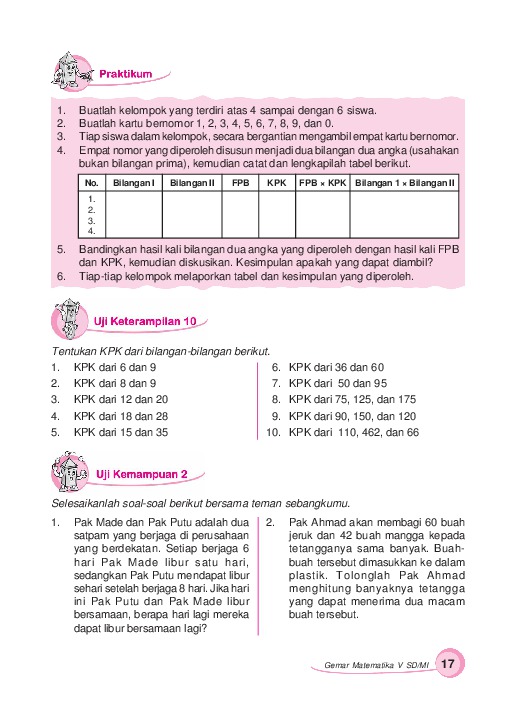 Praktikum
1. Buatlah kelompok yang terdiri atas 4 sampai dengan 6 siswa.
2. Buatlah kartu bernomor 1, 2, 3, 4, 5, 6, 7, 8, 9, dan 0.
3. Tiap siswa dalam kelompok, secara bergantian mengambil empat kartu bernomor.
4. Empat nomor yang diperoleh disusun menjadi dua bilangan dua angka (usahakan
bukan bilangan prima), kemudian catat dan lengkapilah tabel berikut.
No. Bilangan I Bilangan II FPB KPK FPB × KPK Bilangan 1 × Bilangan II
1.
2.
3.
4.
5. Bandingkan hasil kali bilangan dua angka yang diperoleh dengan hasil kali FPB
dan KPK, kemudian diskusikan. Kesimpulan apakah yang dapat diambil?
6. Tiap-tiap kelompok melaporkan tabel dan kesimpulan yang diperoleh.
Uji Keterampilan 10
Tentukan KPK dari bilangan-bilangan berikut.
1. KPK dari 6 dan 9
2. KPK dari 8 dan 9
3. KPK dari 12 dan 20
4. KPK dari 18 dan 28
5. KPK dari 15 dan 35
6. KPK dari 36 dan 60
7. KPK dari 50 dan 95
8. KPK dari 75, 125, dan 175
9. KPK dari 90, 150, dan 120
10. KPK dari 110, 462, dan 66
Uji Kemampuan 2
Selesaikanlah soal-soal berikut bersama teman sebangkumu.
1. Pak Made dan Pak Putu adalah dua
satpam yang berjaga di perusahaan
yang berdekatan. Setiap berjaga 6
hari Pak Made libur satu hari,
sedangkan Pak Putu mendapat libur
sehari setelah berjaga 8 hari. Jika hari
ini Pak Putu dan Pak Made libur
bersamaan, berapa hari lagi mereka
dapat libur bersamaan lagi?
2. Pak Ahmad akan membagi 60 buah
jeruk dan 42 buah mangga kepada
tetangganya sama banyak. Buah-
buah tersebut dimasukkan ke dalam
plastik. Tolonglah Pak Ahmad
menghitung banyaknya tetangga
yang dapat menerima dua macam
buah tersebut.
Gemar Matematika V SD/MI 17